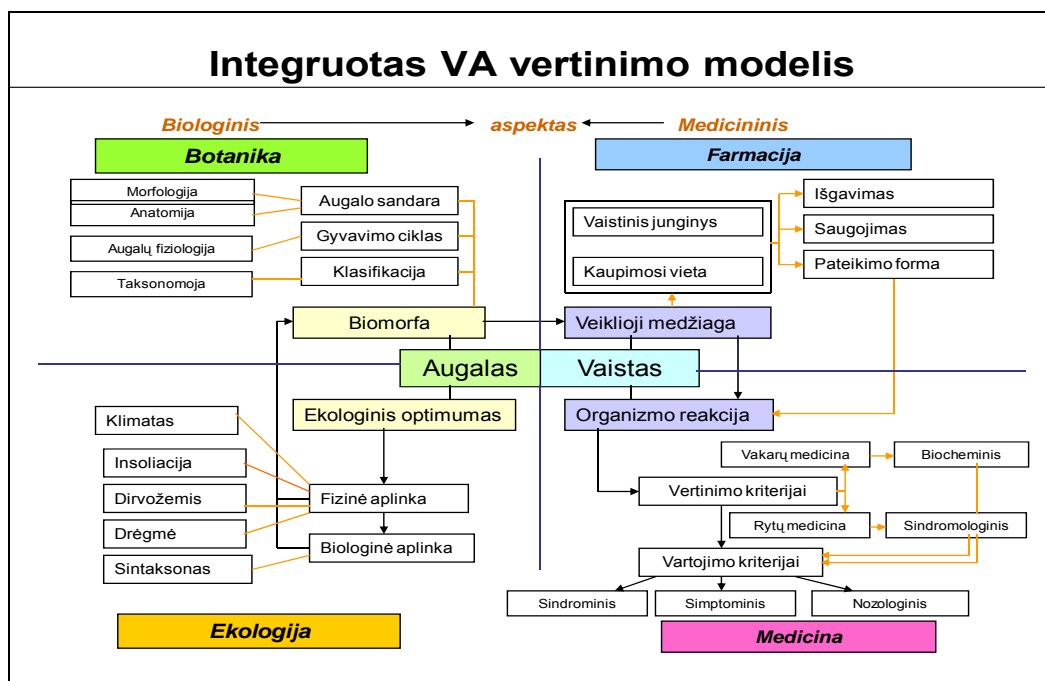 Integruotas VA vertinimo modelis
Biologinis
aspektas
Medicininis
Botanika
Farmacija
Morfologija
Anatomija
Augalų fiziologija
Taksonomoja
Augalo sandara
Gyvavimo ciklas
Klasifikacija
Vaistinis junginys
Kaupimosi vieta
Išgavimas
Saugojimas
Pateikimo forma
Biomorfa
Veiklioji medžiaga
Augalas
Vaistas
Ekologinis optimumas
Organizmo reakcija
Klimatas
Insoliacija
Dirvožemis
Drėgmė
Sintaksonas
Fizinė aplinka
Biologinė aplinka
Vakarų medicina
Biocheminis
Vertinimo kriterijai
Rytų medicina
Sindromologinis
Vartojimo kriterijai
Sindrominis
Simptominis
Nozologinis
Ekologija
Medicina